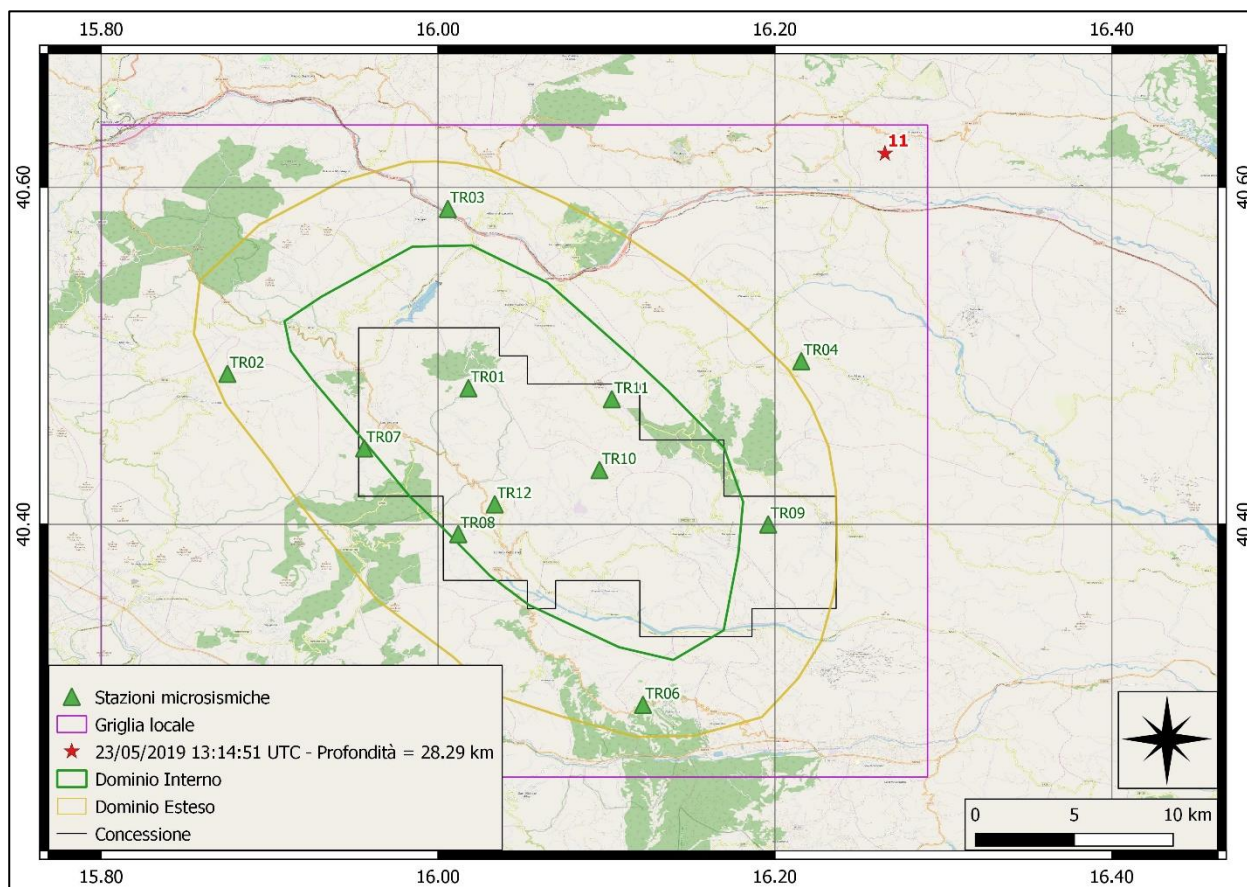 15.80 16.00 16.20 16.40
11
40.60 40.60
TR03
TR04
TR02
TR01
TR11
TR07
TR10
TR12
TR08
TR09
40.40 40.40
TR06
Stazioni microsismiche
Griglia locale
23/05/2019 13:14:51 UTC - Profondità = 28.29 km
Dominio Interno
Dominio Esteso
Concessione
0 5 10 km
15.80 16.00 16.20 16.40